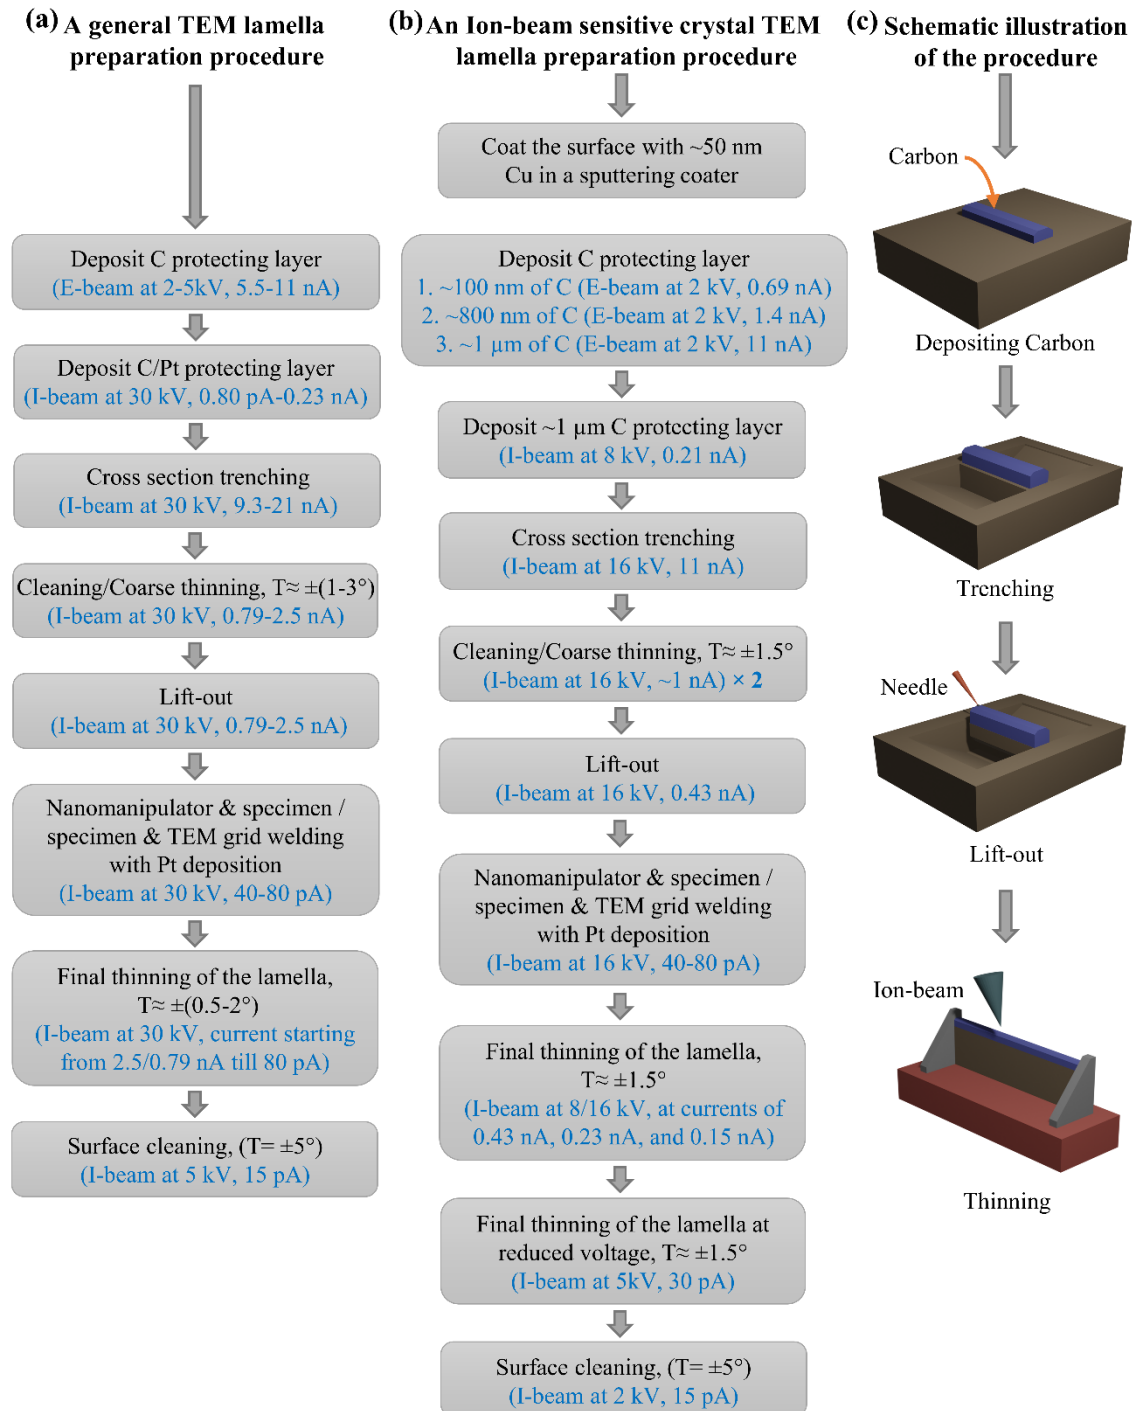 (a) A general TEM lamella
preparation procedure
Deposit C protecting layer
(E-beam at 2-5kV, 5.5-11 nA)
Deposit C/Pt protecting layer
(I-beam at 30 kV, 0.80 pA-0.23 nA)
Cross section trenching
(I-beam at 30 kV, 9.3-21 nA)
Cleaning/Coarse thinning, T≈ ±(1-3°)
(I-beam at 30 kV, 0.79-2.5 nA)
Lift-out
(I-beam at 30 kV, 0.79-2.5 nA)
Nanomanipulator & specimen /
specimen & TEM grid welding
with Pt deposition
(I-beam at 30 kV, 40-80 pA)
Final thinning of the lamella,
T≈ ±(0.5-2°)
(I-beam at 30 kV, current starting
from 2.5/0.79 nA till 80 pA)
Surface cleaning, (T= ±5°)
(I-beam at 5 kV, 15 pA)
(b) An Ion-beam sensitive crystal TEM
lamella preparation procedure
Coat the surface with ~50 nm
Cu in a sputtering coater
Deposit C protecting layer
1. ~100 nm of C (E-beam at 2 kV, 0.69 nA)
2. ~800 nm of C (E-beam at 2 kV, 1.4 nA)
3. ~1 µm of C (E-beam at 2 kV, 11 nA)
Deposit ~1 µm C protecting layer
(I-beam at 8 kV, 0.21 nA)
Cross section trenching
(I-beam at 16 kV, 11 nA)
Cleaning/Coarse thinning, T≈ ±1.5°
(I-beam at 16 kV, ~1 nA) × 2
Lift-out
(I-beam at 16 kV, 0.43 nA)
Nanomanipulator & specimen /
specimen & TEM grid welding
with Pt deposition
(I-beam at 16 kV, 40-80 pA)
Final thinning of the lamella,
T≈ ±1.5°
(I-beam at 8/16 kV, at currents of
0.43 nA, 0.23 nA, and 0.15 nA)
Final thinning of the lamella at
reduced voltage, T≈ ±1.5°
(I-beam at 5kV, 30 pA)
Surface cleaning, (T= ±5°)
(I-beam at 2 kV, 15 pA)
(c) Schematic illustration
of the procedure
Carbon
Depositing Carbon
Trenching
Needle
Lift-out
Ion-beam
Thinning